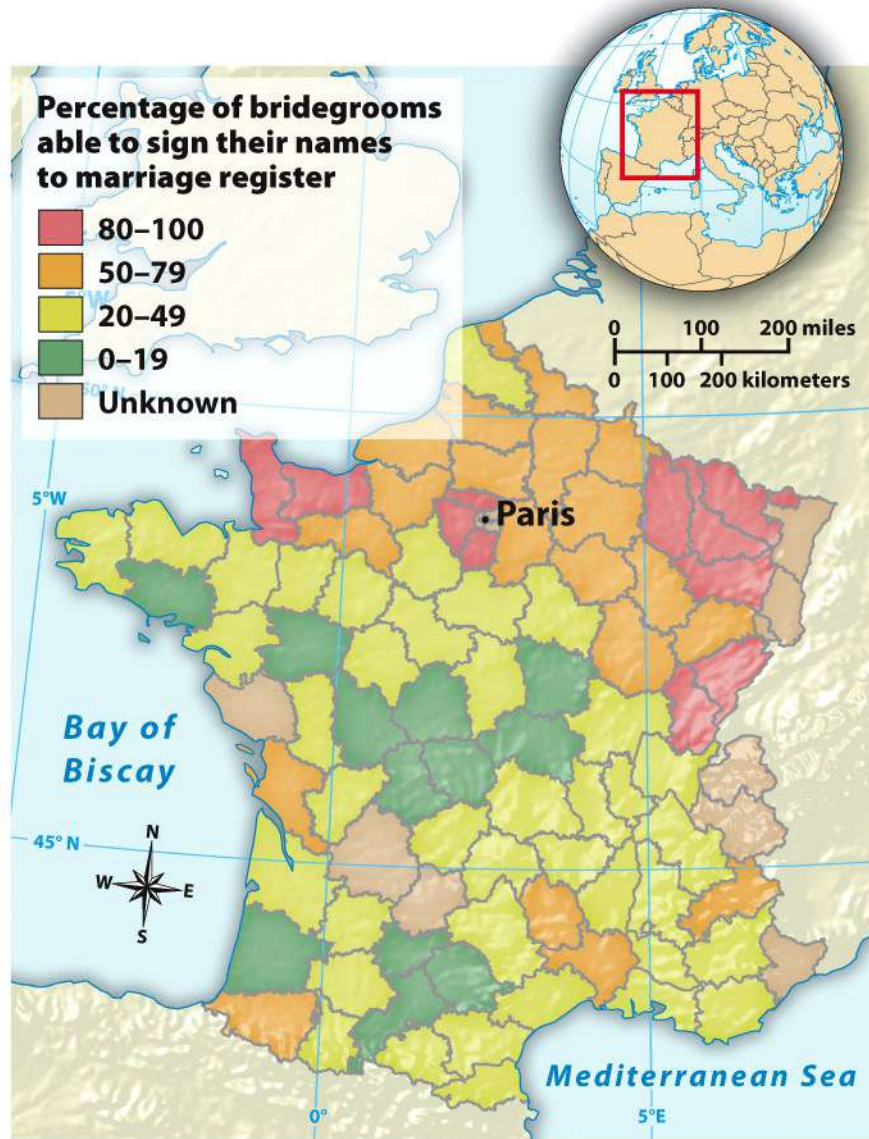 Percentage of bridegrooms
able to sign their names
to marriage register
80–100
50–79
20–49
0–19
Unknown
5°W
50° N
0 100 200 miles
0 100 200 kilometers
5°W
Paris
Bay of
Biscay
45° N
N
W E
S
Mediterranean Sea
0°
5°E